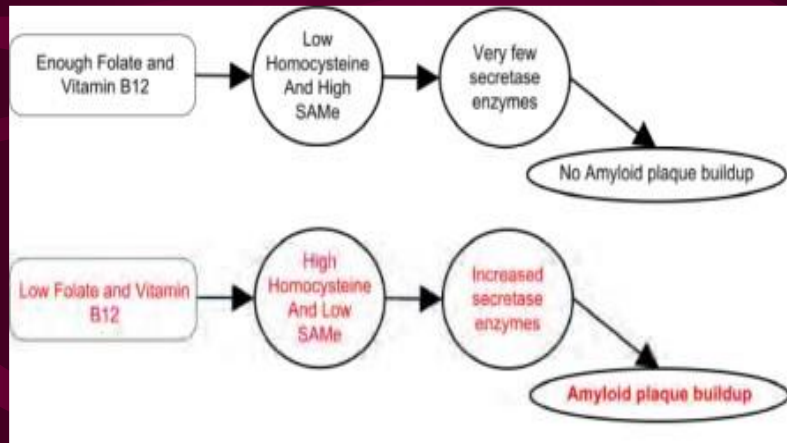 Enough Folate and
Vitamin B12
Low
Homocysteine
And High
SAMe
Very few
secretase
enzymes
No Amyloid plaque buildup
Low Folate and Vitamin
B12
High
Homocysteine
And Low
SAMe
Increased
secretase
enzymes
Amyloid plaque buildup